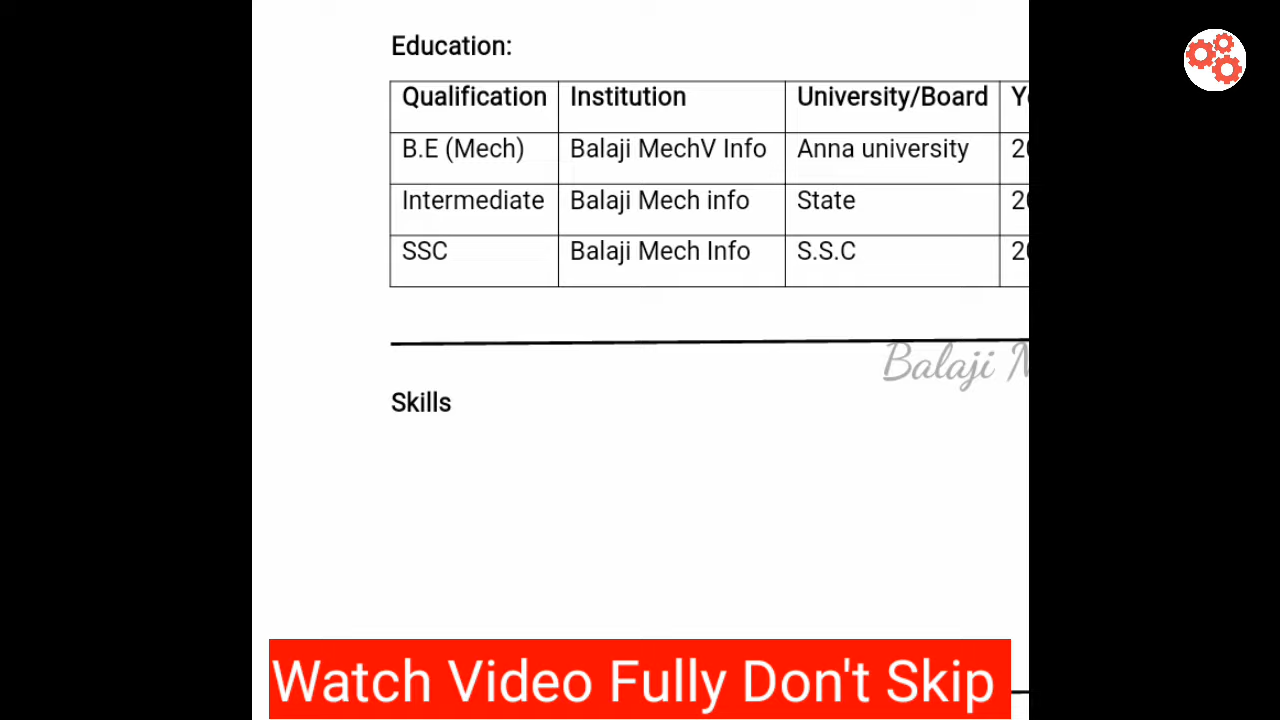 Education:
Qualification Institution University/Board
B.E (Mech) Balaji MechV Info Anna university
Intermediate Balaji Mech info State
SSC Balaji Mech Info S.S.C
Balaji
Skills
Watch Video Fully Don't Skip